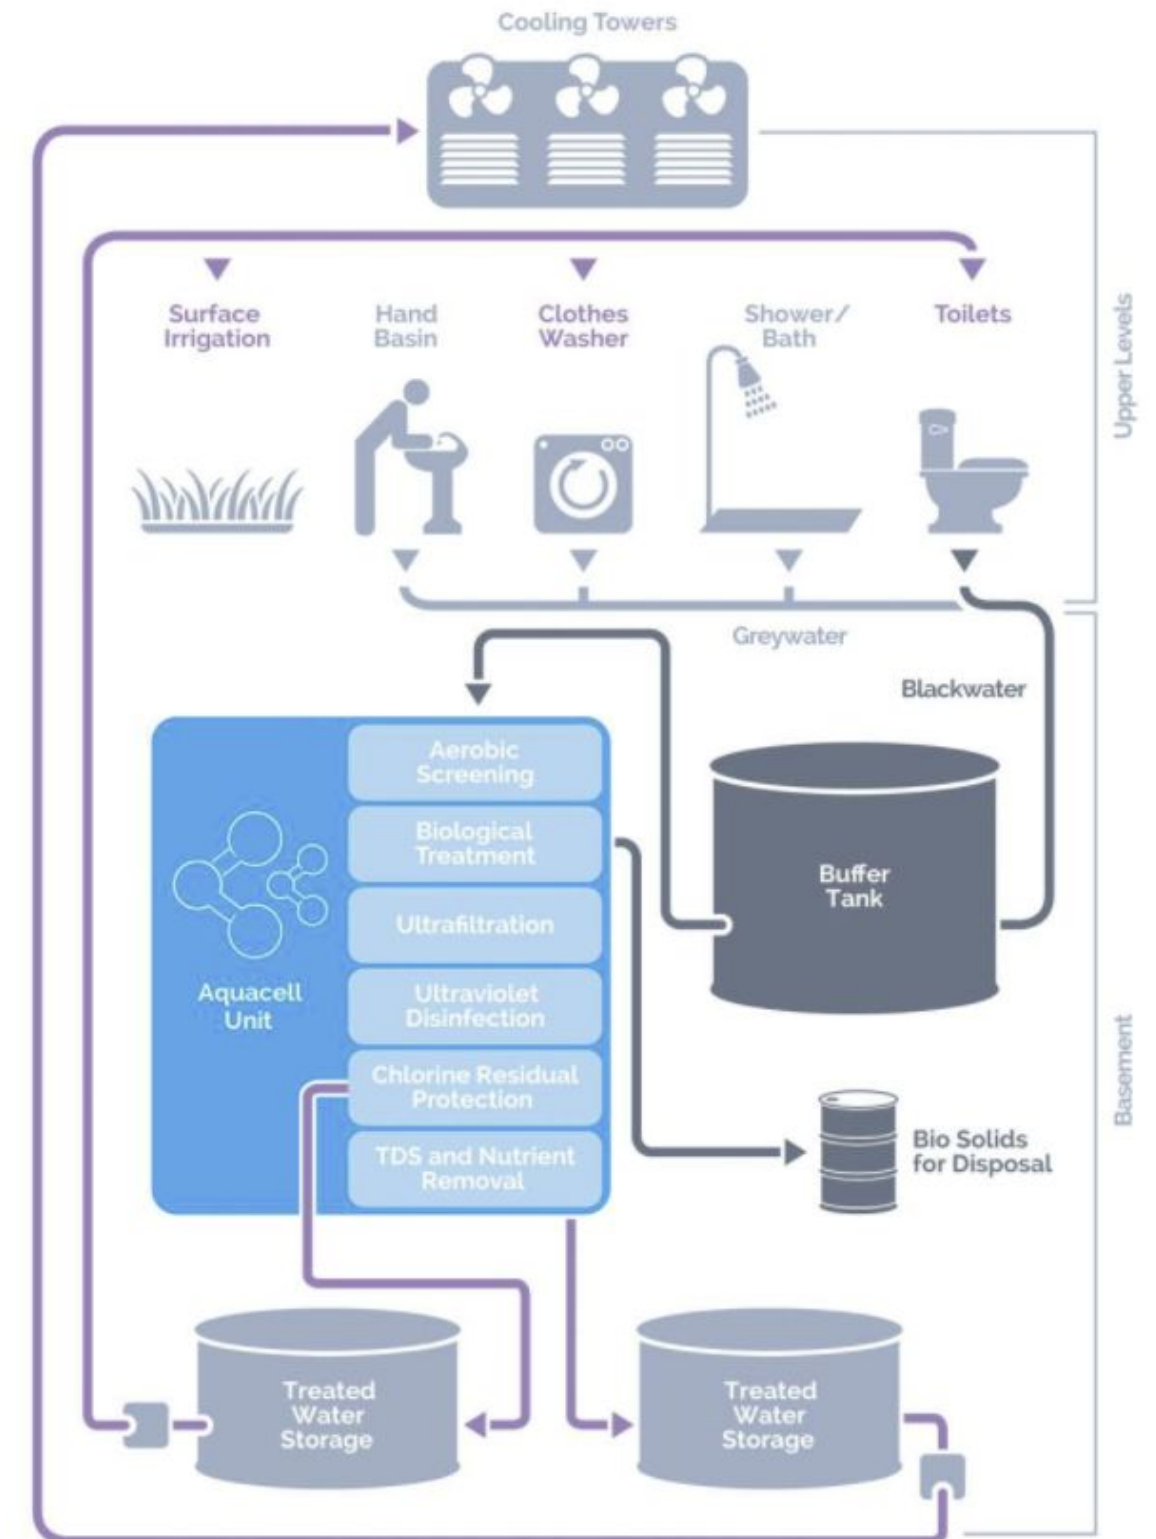 Cooling Towers
Surface
Irrigation
Hand
Basin
Clothes
Washer
Shower/
Bath
Toilets
Upper Levels
Greywater
Blackwater
Aerobic
Screening
Biological
Treatment
Ultrafiltration
Ultraviolet
Disinfection
Chlorine Residual
Protection
TDS and Nutrient
Removal
Aquacell
Unit
Buffer
Tank
Basement
Bio Solids
for Disposal
Treated
Water
Storage
Treated
Water
Storage